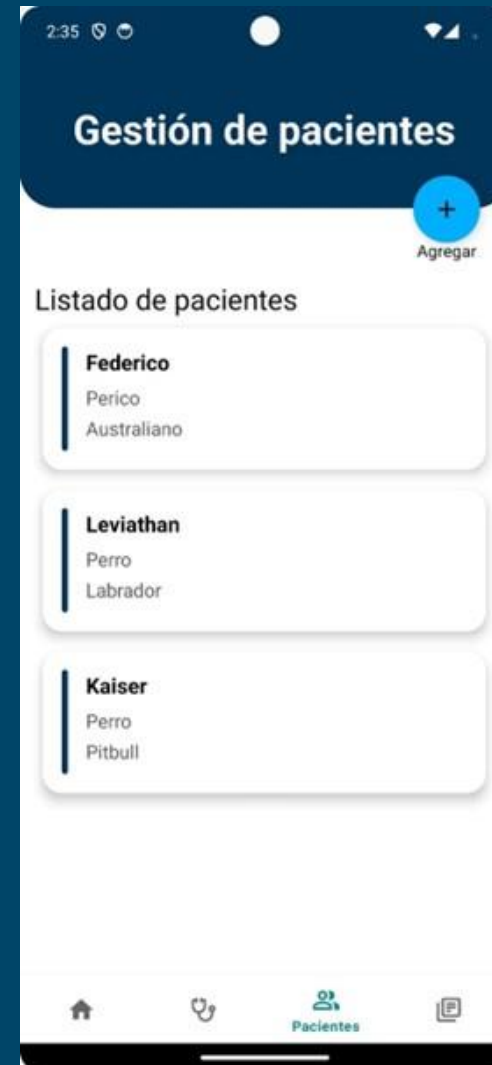 2:35
Gestión de pacientes
+
Agregar
Listado de pacientes
Federico
Perico
Australiano
Leviathan
Perro
Labrador
Kaiser
Perro
Pitbull
Pacientes